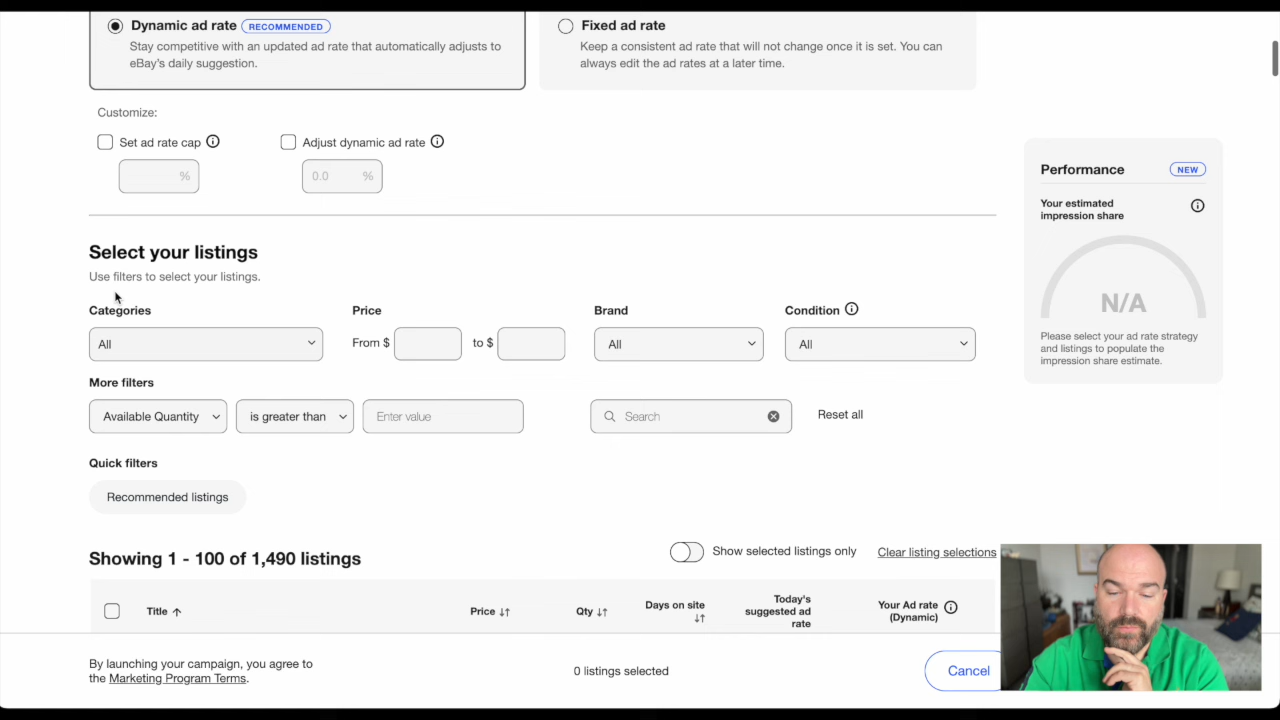 Dynamic ad rate RECOMMENDED
Stay competitive with an updated ad rate that automatically adjusts to
eBay's daily suggestion.
Fixed ad rate
Keep a consistent ad rate that will not change once it is set. You can
always edit the ad rates at a later time.
Customize:
Set ad rate cap
Adjust dynamic ad rate
%
0.0 %
Performance NEW
Your estimated
impression share
N/A
Please select your ad rate strategy
and listings to populate the
impression share estimate.
Select your listings
Use filters to select your listings.
Categories
Price
Brand
Condition
All
From $
to $
All
All
More filters
Available Quantity
is greater than
Enter value
Search
Reset all
Quick filters
Recommended listings
Showing 1 - 100 of 1,490 listings
Show selected listings only
Clear listing selections
Title
Price
Qty
Days on site
Today's
suggested ad
rate
Your Ad rate
(Dynamic)
By launching your campaign, you agree to
the Marketing Program Terms.
0 listings selected
Cancel